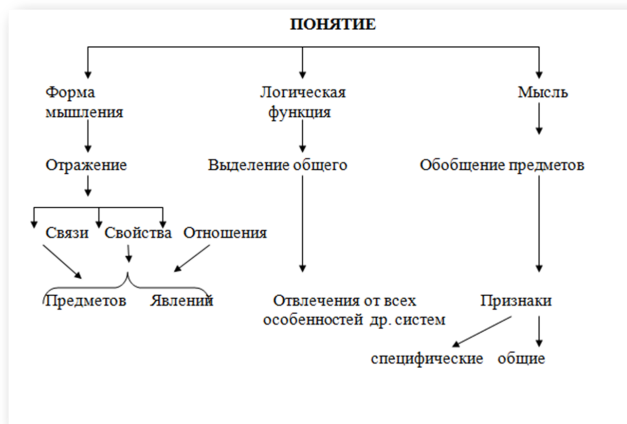 ПОНЯТИЕ
Форма
мышления
Логическая
функция
Мысль
Отражение
Выделение общего
Обобщение предметов
Связи Свойства Отношения
Предметов Явлений
Отвлечения от всех
особенностей др. систем
Признаки
специфические общие